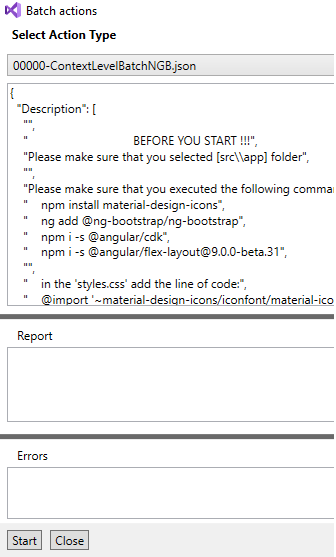 Batch actions
Select Action Type
00000-ContextLevelBatchNGB.json
{
"Description": [
"",
" BEFORE YOU START !!!",
"Please make sure that you selected [src\\app] folder",
"",
"Please make sure that you executed the following comma
" npm install material-design-icons",
" ng add @ng-bootstrap/ng-bootstrap",
" npm i -s @angular/cdk",
" npm i -s @angular/flex-layout@9.0.0-beta.31",
"",
" in the 'styles.css' add the line of code:",
" @import '~material-design-icons/iconfont/material-ico
Report
Errors
Start Close